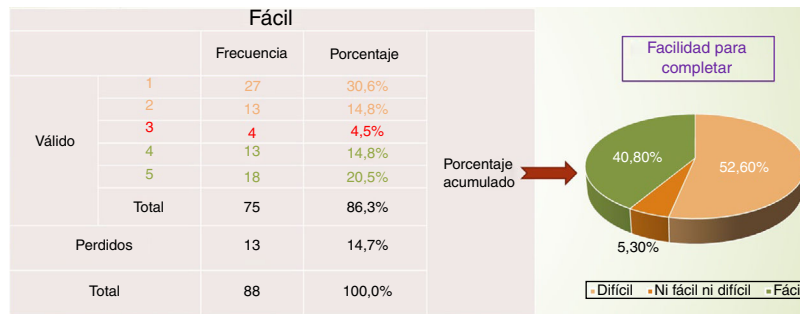 Fácil
Frecuencia Porcentaje
Válido
1 27 30,6%
2 13 14,8%
3 4 4,5%
4 13 14,8%
5 18 20,5%
Total 75 86,3%
Perdidos 13 14,7%
Total 88 100,0%
Porcentaje
acumulado
Facilidad para
completar
40,80%
52,60%
5,30%
Difícil Ni fácil ni difícil Fáci